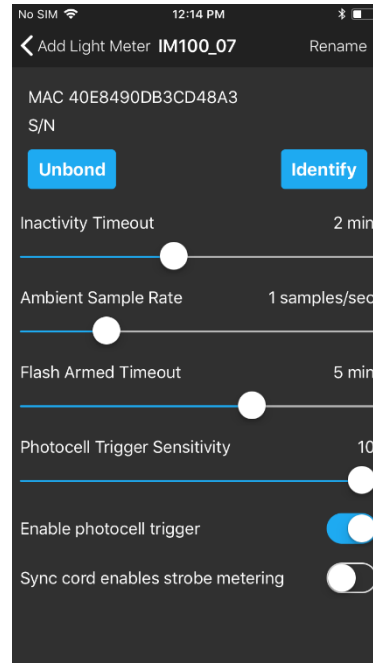 No SIM 12:14 PM
Add Light Meter IM100_07 Rename
MAC 40E8490DB3CD48A3
S/N
Unbond Identify
Inactivity Timeout 2 min
Ambient Sample Rate 1 samples/sec
Flash Armed Timeout 5 min
Photocell Trigger Sensitivity 10
Enable photocell trigger
Sync cord enables strobe metering